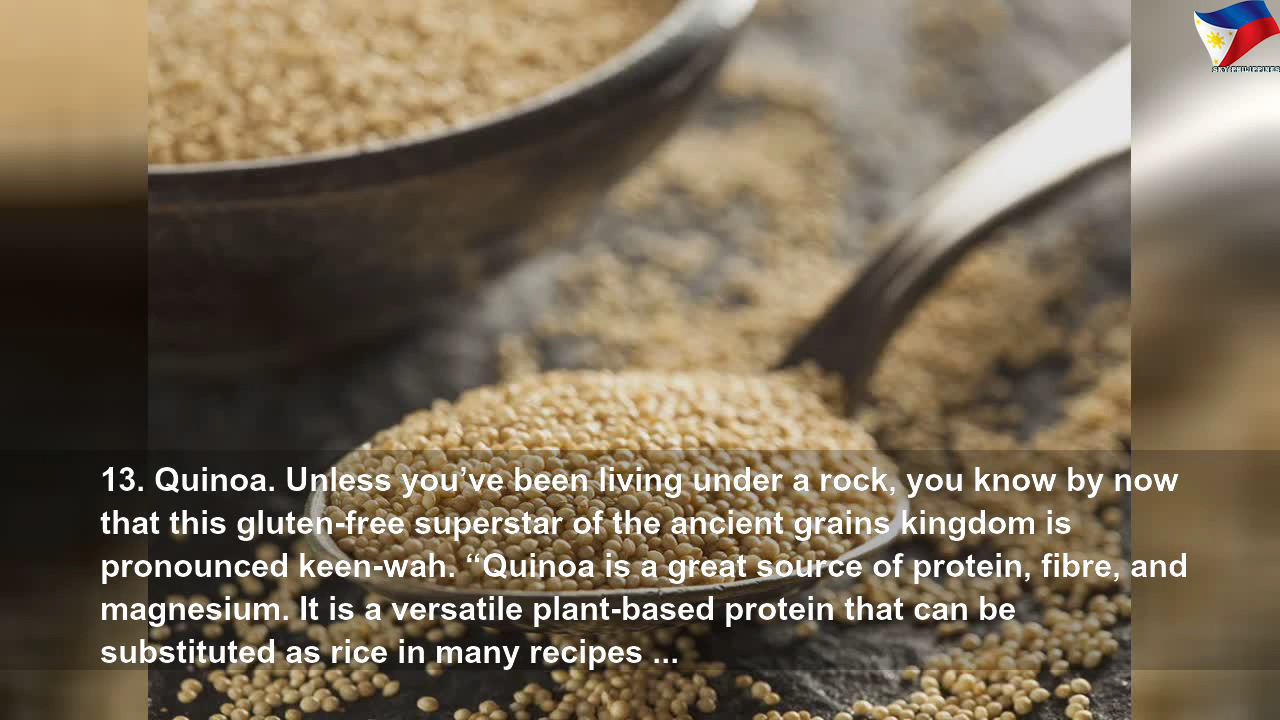 SKYPHILIPPINES
13. Quinoa. Unless you’ve been living under a rock, you know by now
that this gluten-free superstar of the ancient grains kingdom is
pronounced keen-wah. “Quinoa is a great source of protein, fibre, and
magnesium. It is a versatile plant-based protein that can be
substituted as rice in many recipes ...